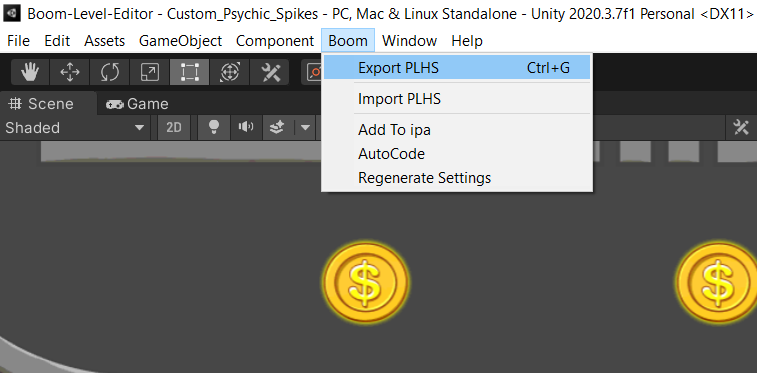 Boom-Level-Editor - Custom_Psychic_Spikes - PC, Mac & Linux Standalone - Unity 2020.3.7f1 Personal <DX11>
File Edit Assets GameObject Component Boom Window Help
Export PLHS Ctrl+G
Scene Game
Import PLHS
Shaded 2D
Add To ipa
AutoCode
Regenerate Settings
$ $